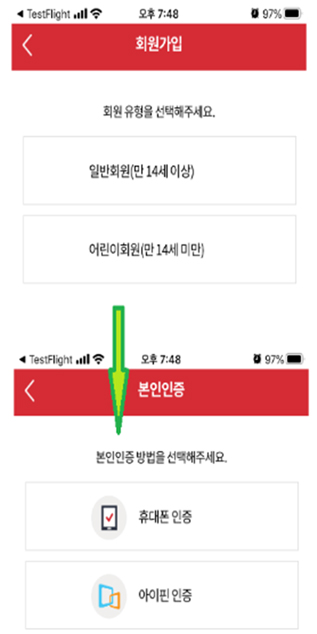 ◀ TestFlight 오후 7:48 97%
회원가입
회원 유형을 선택해주세요.
일반회원(만 14세 이상)
어린이회원(만 14세 미만)
◀ TestFlight 오후 7:48 97%
본인인증
본인인증 방법을 선택해주세요.
휴대폰 인증
아이핀 인증